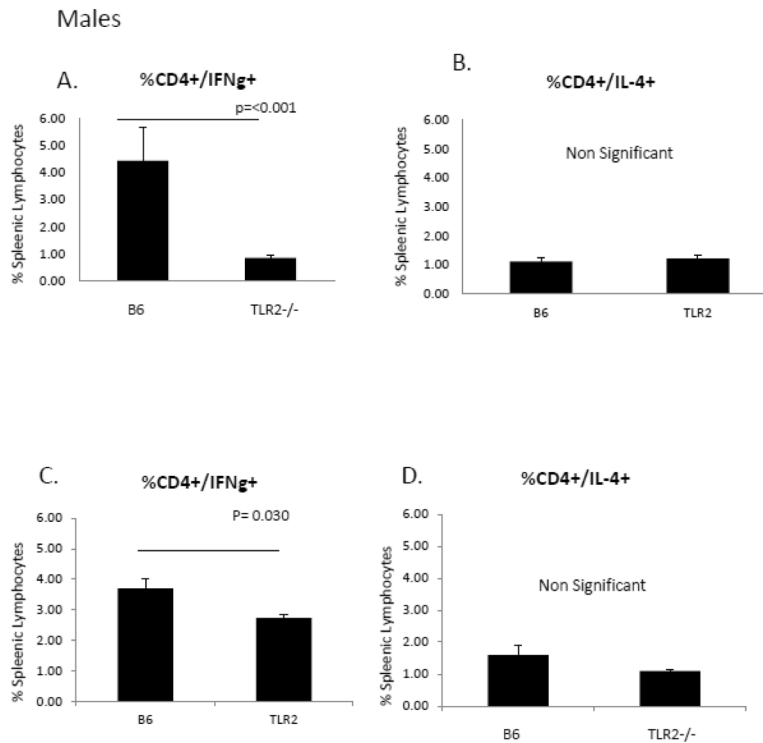 Males
A.
%CD4+/IFNg+
p=<0.001
% Spleenic Lymphocytes
6.00
5.00
4.00
3.00
2.00
1.00
0.00
B6
TLR2-/-
B.
%CD4+/IL-4+
Non Significant
% Spleenic Lymphocytes
6.00
5.00
4.00
3.00
2.00
1.00
0.00
B6
TLR2
C.
%CD4+/IFNg+
P= 0.030
% Spleenic Lymphocytes
6.00
5.00
4.00
3.00
2.00
1.00
0.00
B6
TLR2
D.
%CD4+/IL-4+
Non Significant
% Spleenic Lymphocytes
6.00
5.00
4.00
3.00
2.00
1.00
0.00
B6
TLR2-/-